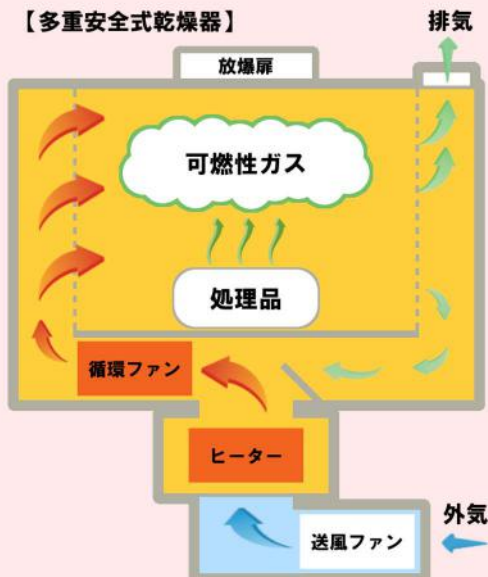 【多重安全式乾燥器】
排気
放爆扉
可燃性ガス
処理品
循環ファン
ヒーター
外気
送風ファン